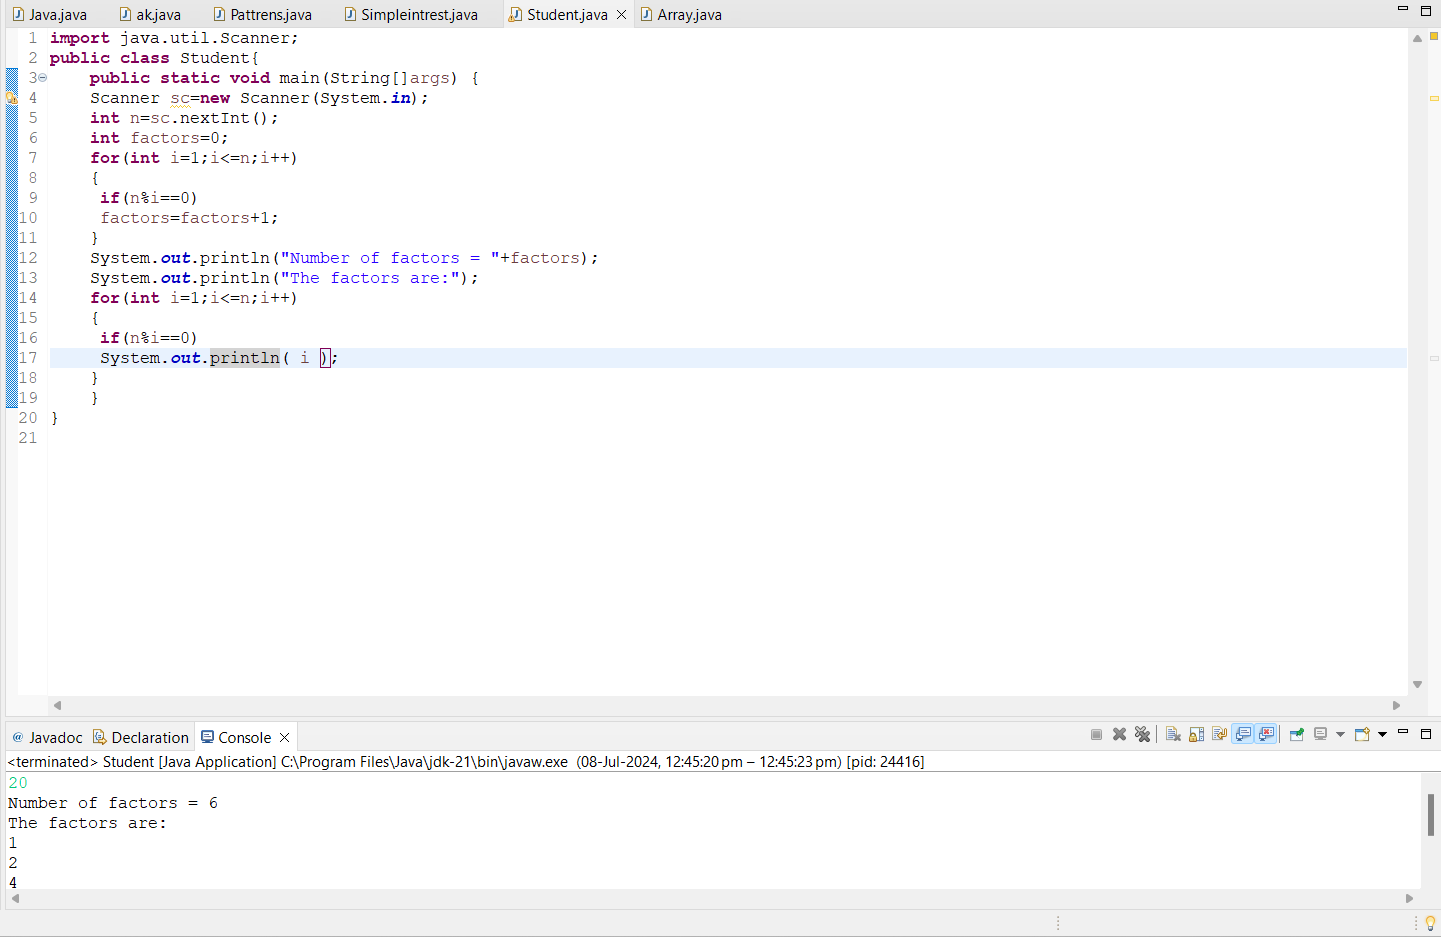 Java.java ak.java Pattrens.java Simpleintrest.java Student.java Array.java
1 import java.util.Scanner;
2 public class Student{
3 public static void main(String[]args) {
4 Scanner sc=new Scanner(System.in);
5 int n=sc.nextInt();
6 int factors=0;
7 for(int i=1;i<=n;i++)
8 {
9 if(n%i==0)
10 factors=factors+1;
11 }
12 System.out.println("Number of factors = "+factors);
13 System.out.println("The factors are:");
14 for(int i=1;i<=n;i++)
15 {
16 if(n%i==0)
17 System.out.println( i );
18 }
19 }
20 }
21
@ Javadoc Declaration Console
<terminated> Student [Java Application] C:\Program Files\Java\jdk-21\bin\javaw.exe (08-Jul-2024, 12:45:20 pm – 12:45:23 pm) [pid: 24416]
20
Number of factors = 6
The factors are:
1
2
4